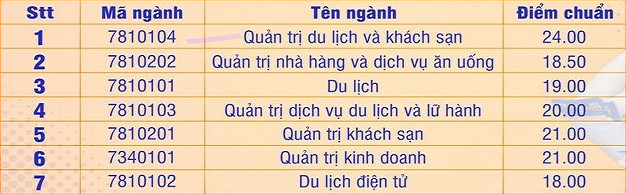 Stt Mã ngành Tên ngành Điểm chuẩn
1 7810104 Quản trị du lịch và khách sạn 24.00
2 7810202 Quản trị nhà hàng và dịch vụ ăn uống 18.50
3 7810101 Du lịch 19.00
4 7810103 Quản trị dịch vụ du lịch và lữ hành 20.00
5 7810201 Quản trị khách sạn 21.00
6 7340101 Quản trị kinh doanh 21.00
7 7810102 Du lịch điện tử 18.00